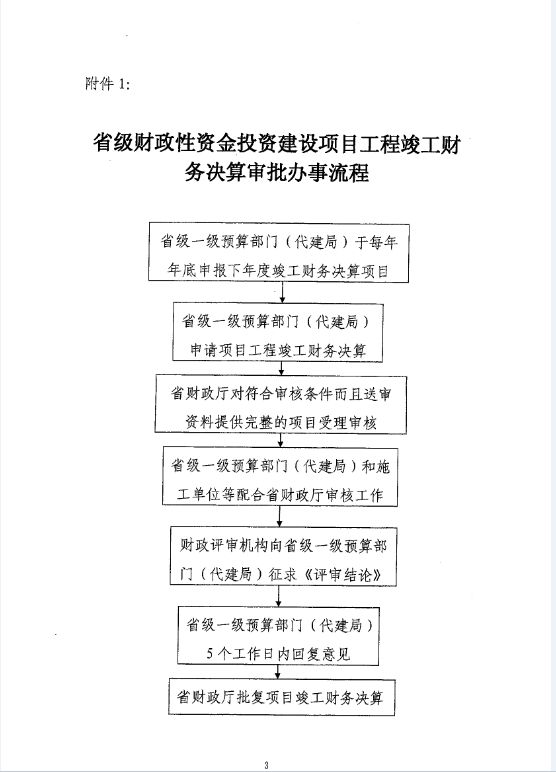 附件 1：
省级财政性资金投资建设项目工程竣工财
务决算审批办事流程
省级一级预算部门（代建局）于每年
年底申报下年度竣工财务决算项目
省级一级预算部门（代建局）
申请项目工程竣工财务决算
省财政厅对符合审核条件而且送审
资料提供完整的项目受理审核
省级一级预算部门（代建局）和施
工单位等配合省财政厅审核工作
财政评审机构向省级一级预算部
门（代建局）征求《评审结论》
省级一级预算部门（代建局）
5 个工作日内回复意见
省财政厅批复项目竣工财务决算
3